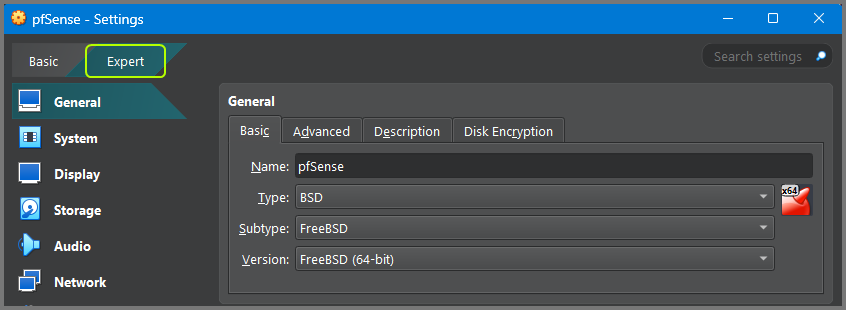 pfSense - Settings
Basic Expert Search settings
General
System
Display
Storage
Audio
Network
General
Basic Advanced Description Disk Encryption
Name: pfSense
Type: BSD x64
Subtype: FreeBSD
Version: FreeBSD (64-bit)